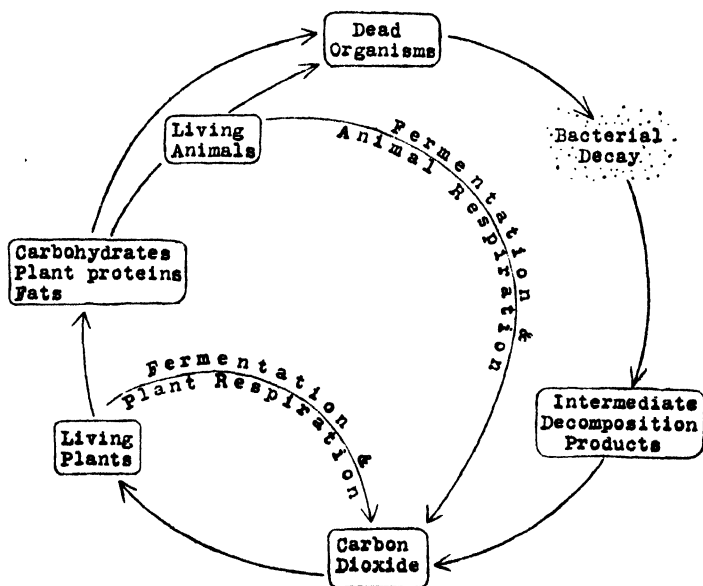 Dead
Organisms
Living
Animals
Fermentation &
Animal Respiration
Bacterial
Decay
Carbohydrates
Plant proteins
Fats
Fermentation &
Plant Respiration
Intermediate
Decomposition
Products
Living
Plants
Carbon
Dioxide